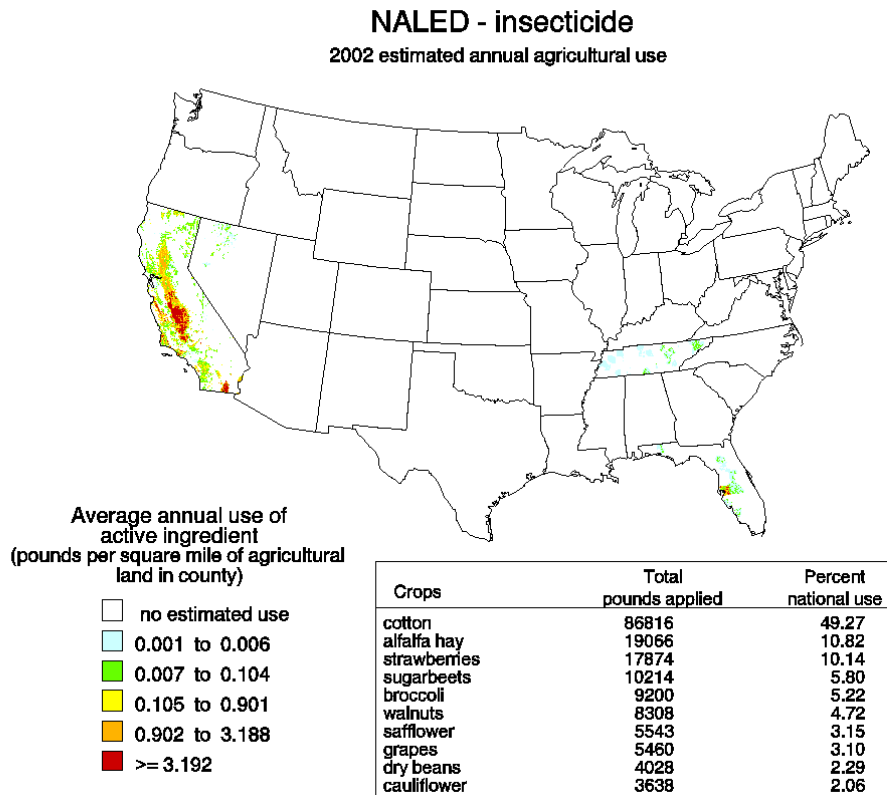 NALED - insecticide
2002 estimated annual agricultural use
Average annual use of
active ingredient
(pounds per square mile of agricultural
land in county)
no estimated use
0.001 to 0.006
0.007 to 0.104
0.105 to 0.901
0.902 to 3.188
>= 3.192
Crops Total pounds applied Percent national use
cotton 86816 49.27
alfalfa hay 19066 10.82
strawberries 17874 10.14
sugarbeets 10214 5.80
broccoli 9200 5.22
walnuts 8308 4.72
safflower 5543 3.15
grapes 5460 3.10
dry beans 4028 2.29
cauliflower 3638 2.06